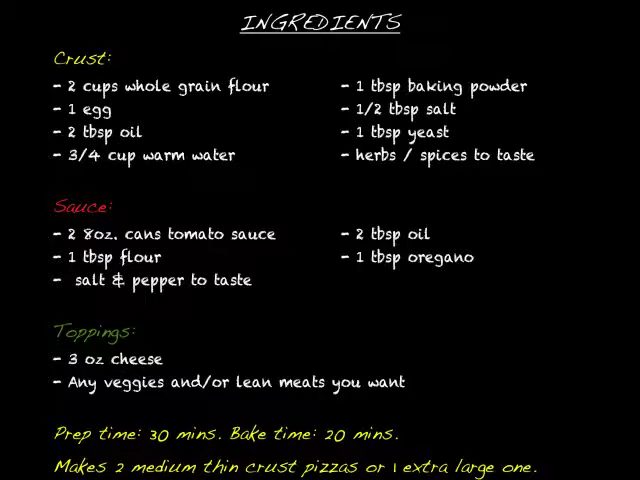 INGREDIENTS
Crust:
- 2 cups whole grain flour
- 1 egg
- 2 tbsp oil
- 3/4 cup warm water
- 1 tbsp baking powder
- 1/2 tbsp salt
- 1 tbsp yeast
- herbs / spices to taste
Sauce:
- 2 8oz. cans tomato sauce
- 1 tbsp flour
- salt & pepper to taste
- 2 tbsp oil
- 1 tbsp oregano
Toppings:
- 3 oz cheese
- Any veggies and/or lean meats you want
Prep time: 30 mins. Bake time: 20 mins.
Makes 2 medium thin crust pizzas or 1 extra large one.